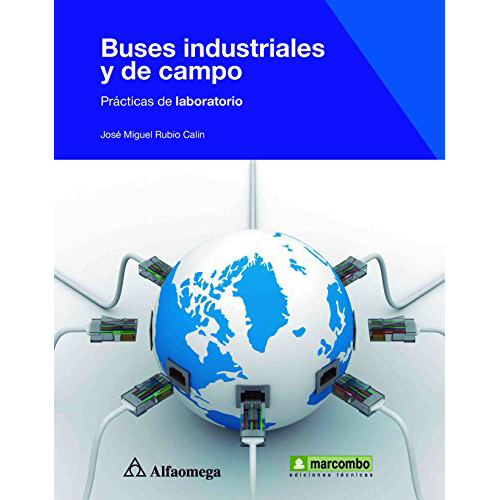 Buses industriales
y de campo
Prácticas de laboratorio
José Miguel Rubio Calin
Alfaomega
marcombo
ediciones técnicas